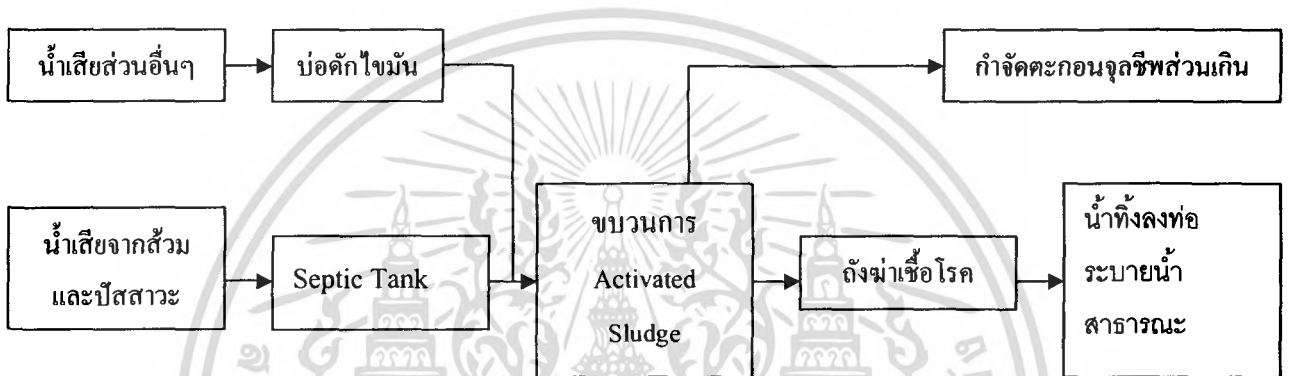 น้ำเสียส่วนอื่นๆ
บ่อดักไขมัน
กำจัดตะกอนจุลชีพส่วนเกิน
น้ำเสียจากส้วม
และปัสสาวะ
Septic Tank
ขบวนการ
Activated
Sludge
ถังฆ่าเชื้อโรค
น้ำทิ้งลงท่อ
ระบายน้ำ
สาธารณะ